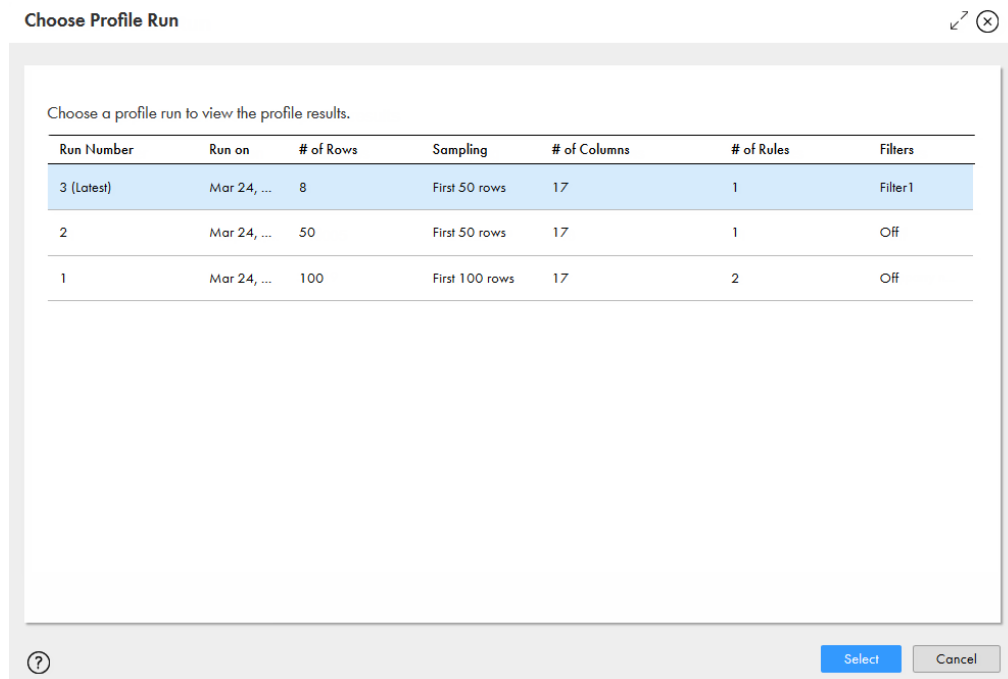 Choose Profile Run
Choose a profile run to view the profile results.
Run Number Run on # of Rows Sampling # of Columns # of Rules Filters
3 (Latest) Mar 24, ... 8 First 50 rows 17 1 Filter1
2 Mar 24, ... 50 First 50 rows 17 1 Off
1 Mar 24, ... 100 First 100 rows 17 2 Off
? Select Cancel